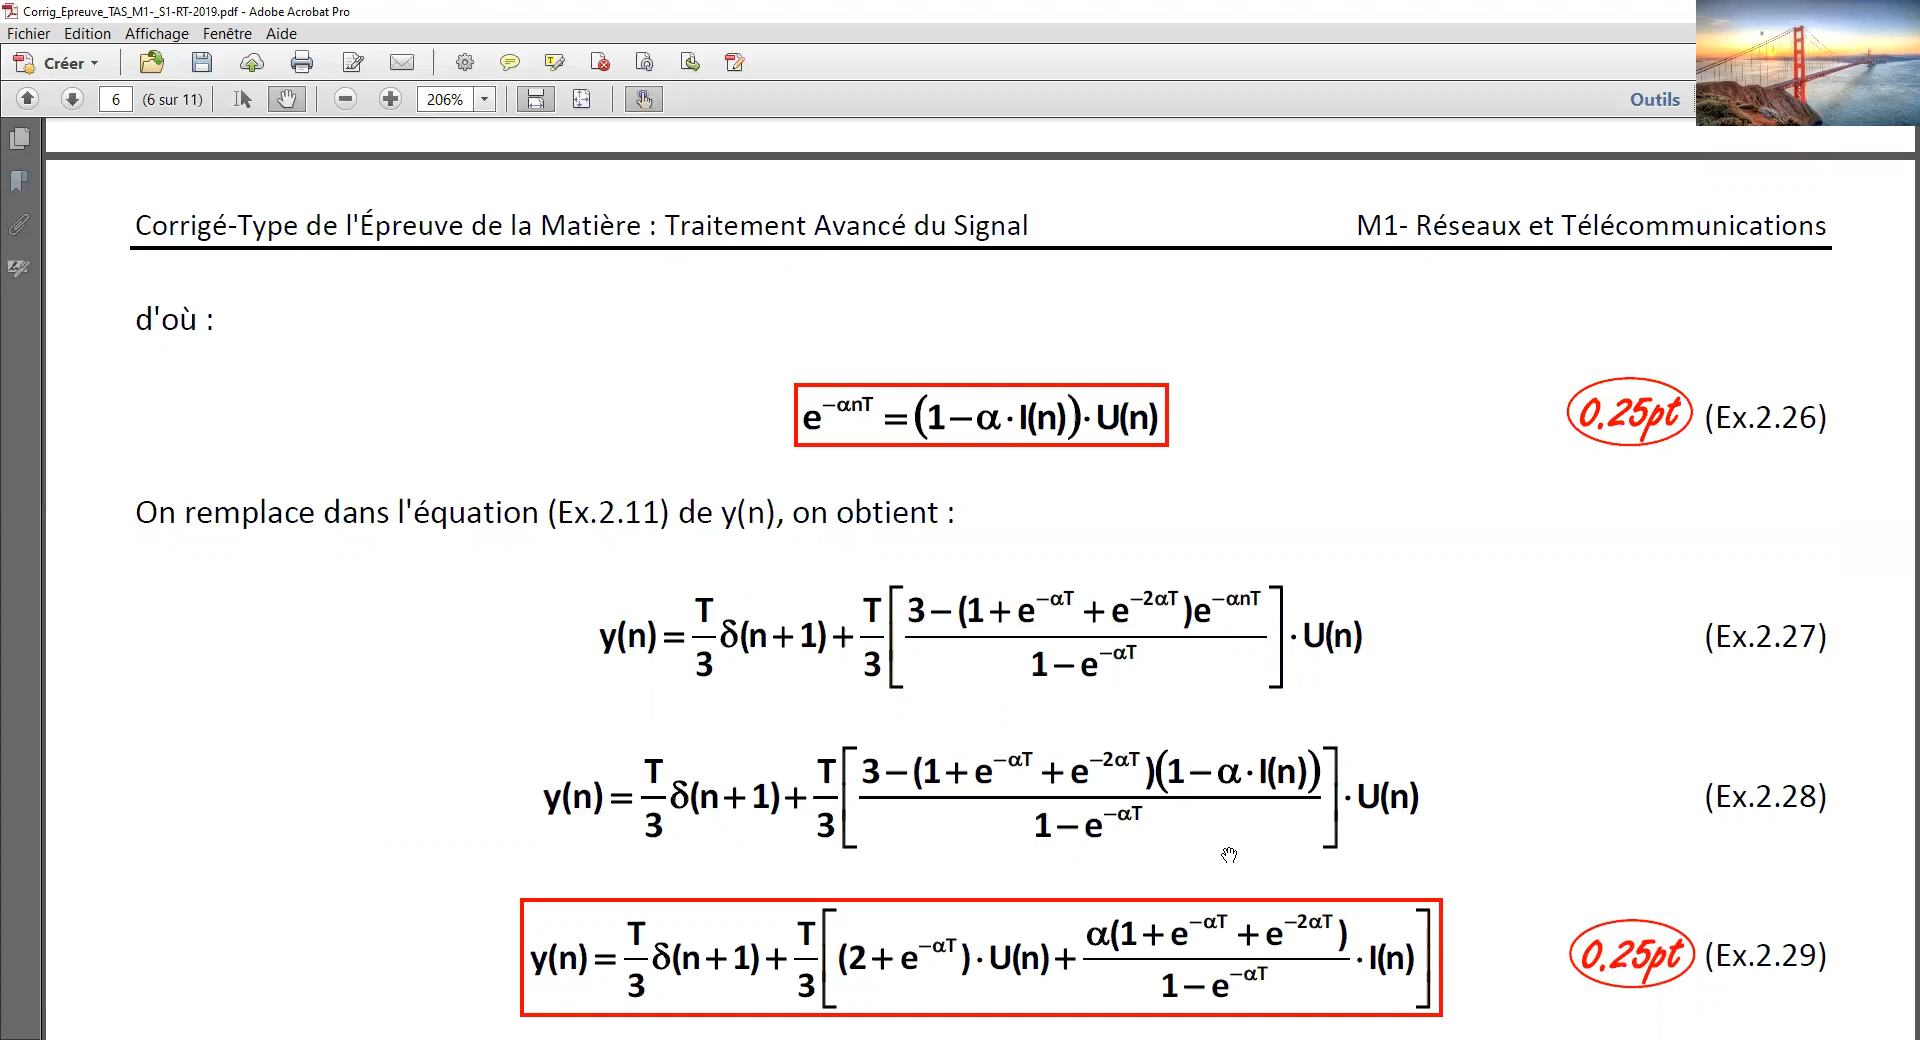 Corrig_Epreuve_TAS_M1-_S1-RT-2019.pdf - Adobe Acrobat Pro
Fichier Edition Affichage Fenêtre Aide
Créer
6 (6 sur 11) 206% Outils
Corrigé-Type de l'Épreuve de la Matière : Traitement Avancé du Signal M1- Réseaux et Télécommunications
d'où :
e^{−αnT} = (1−α·I(n))·U(n) 0.25pt (Ex.2.26)
On remplace dans l'équation (Ex.2.11) de y(n), on obtient :
y(n) = T/3 δ(n+1) + T/3 [ (3−(1+e^{−αT}+e^{−2αT})e^{−αnT}) / (1−e^{−αT}) ]·U(n) (Ex.2.27)
y(n) = T/3 δ(n+1) + T/3 [ (3−(1+e^{−αT}+e^{−2αT})(1−α·I(n))) / (1−e^{−αT}) ]·U(n) (Ex.2.28)
y(n) = T/3 δ(n+1) + T/3 [ (2+e^{−αT})·U(n) + α(1+e^{−αT}+e^{−2αT}) / (1−e^{−αT}) ·I(n) ] 0.25pt (Ex.2.29)